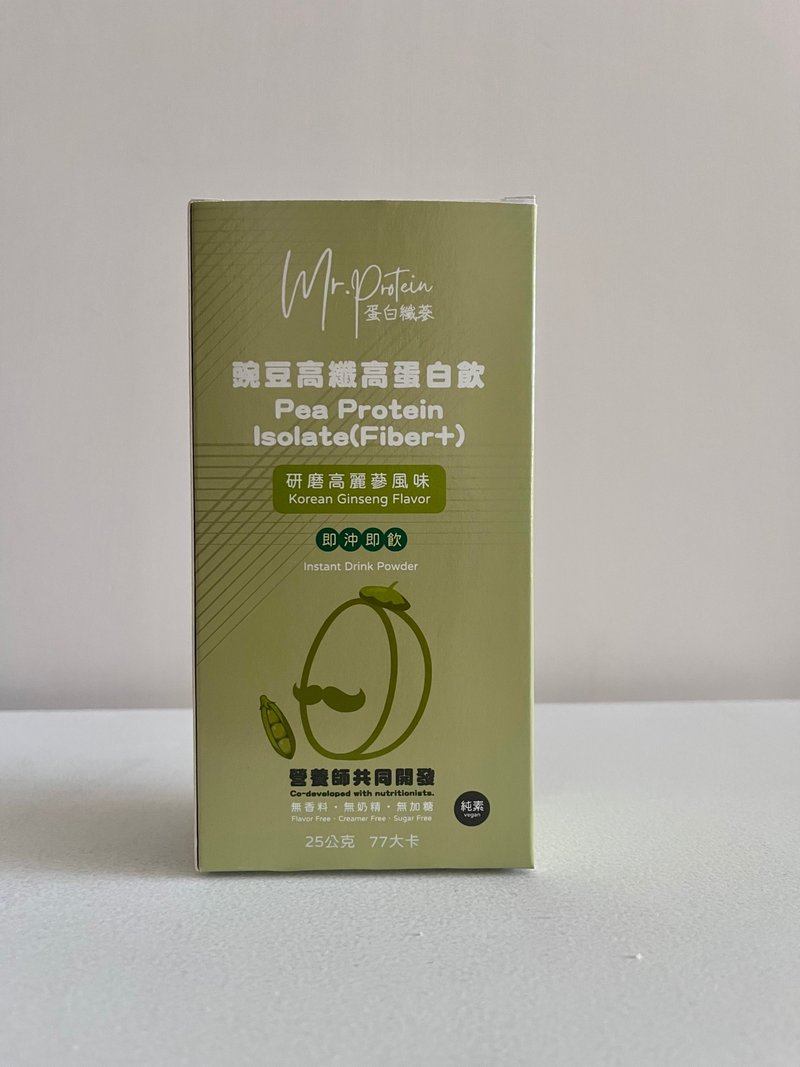 Mr. Protein
蛋白纖蔘
豌豆高纖高蛋白飲
Pea Protein
Isolate(Fiber+)
研磨高麗蔘風味
Korean Ginseng Flavor
即沖即飲
Instant Drink Powder
營養師共同開發
Co-developed with nutritionists.
無香料・無奶精・無加糖
Flavor Free · Creamer Free · Sugar Free
純素
vegan
25公克 77大卡